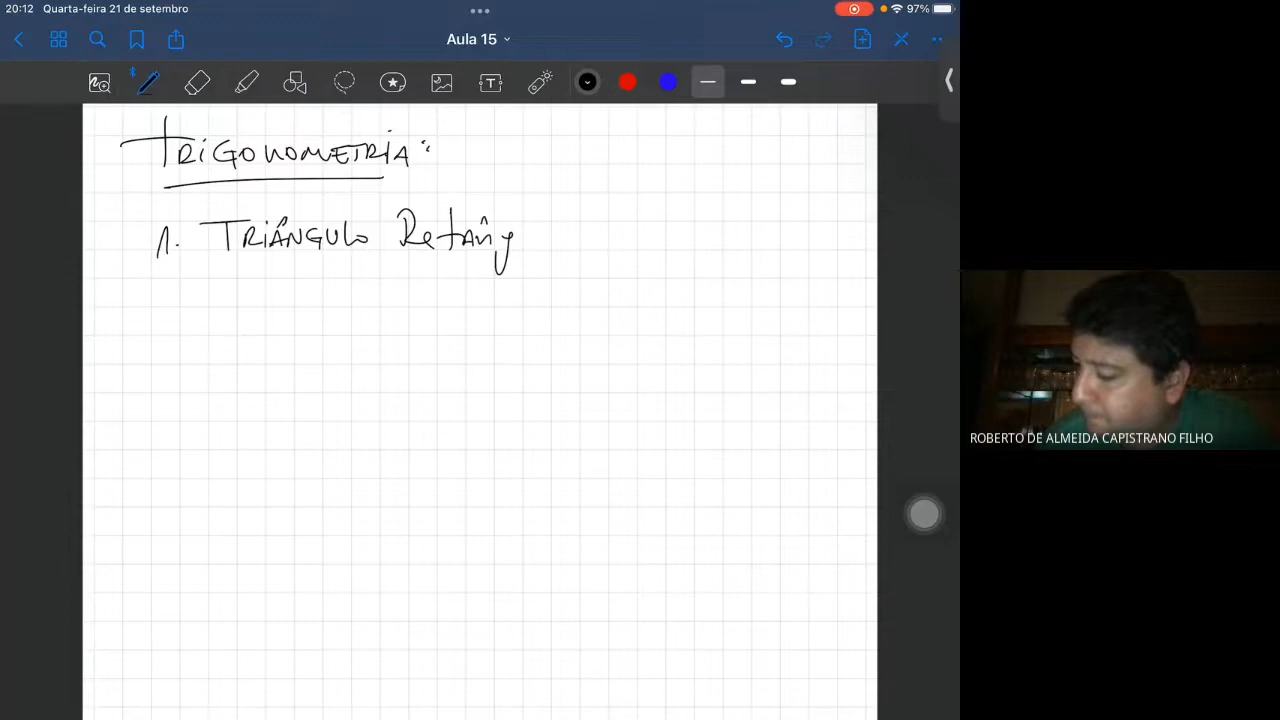 20:12 Quarta-feira 21 de setembro
97%
Aula 15
TRIGONOMETRIA:
1. TRIÂNGULO Retâng
ROBERTO DE ALMEIDA CAPISTRANO FILHO